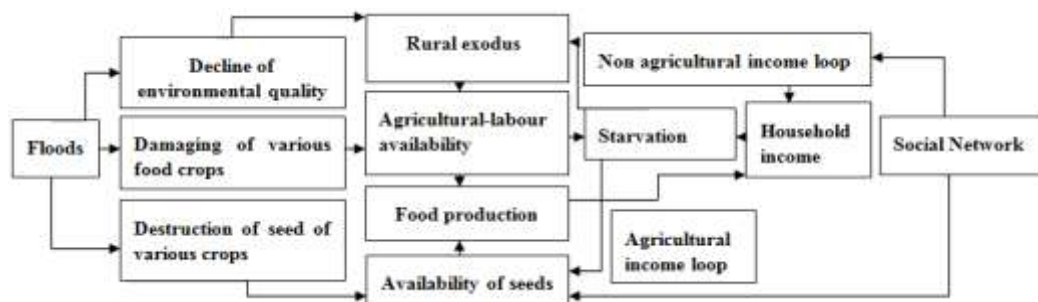 Rural exodus
Decline of
environmental quality
Non agricultural income loop
Floods
Damaging of various
food crops
Agricultural-labour
availability
Starvation
Household
income
Social Network
Destruction of seed of
various crops
Food production
Agricultural
income loop
Availability of seeds